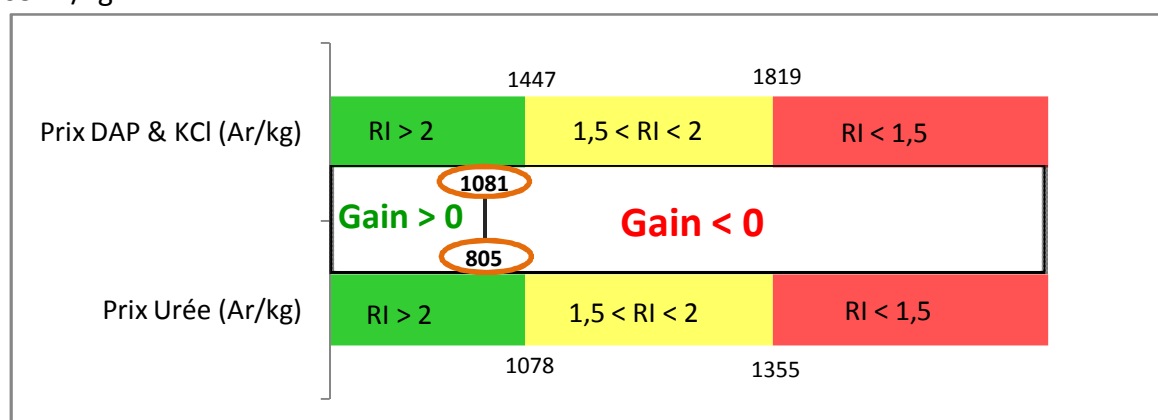 1447 1819
Prix DAP & KCl (Ar/kg) RI > 2 1,5 < RI < 2 RI < 1,5
1081
Gain > 0 Gain < 0
805
Prix Urée (Ar/kg) RI > 2 1,5 < RI < 2 RI < 1,5
1078 1355